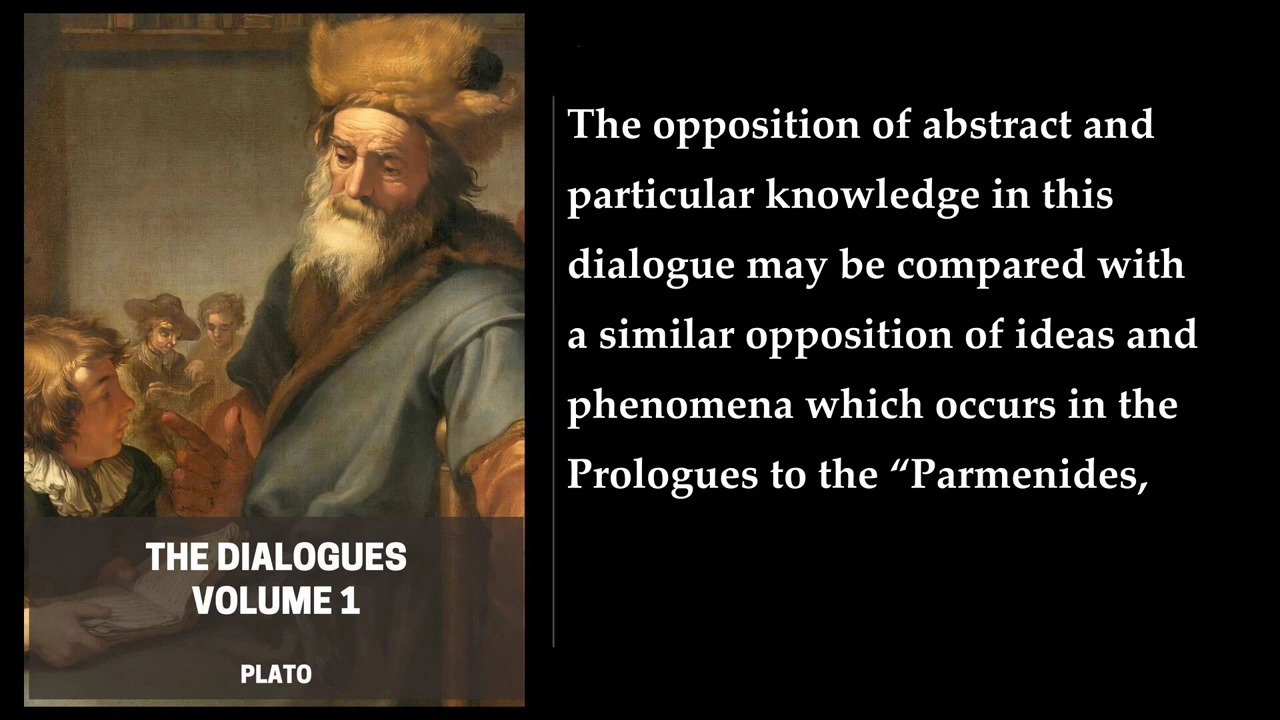 THE DIALOGUES
VOLUME 1
PLATO
The opposition of abstract and
particular knowledge in this
dialogue may be compared with
a similar opposition of ideas and
phenomena which occurs in the
Prologues to the “Parmenides,